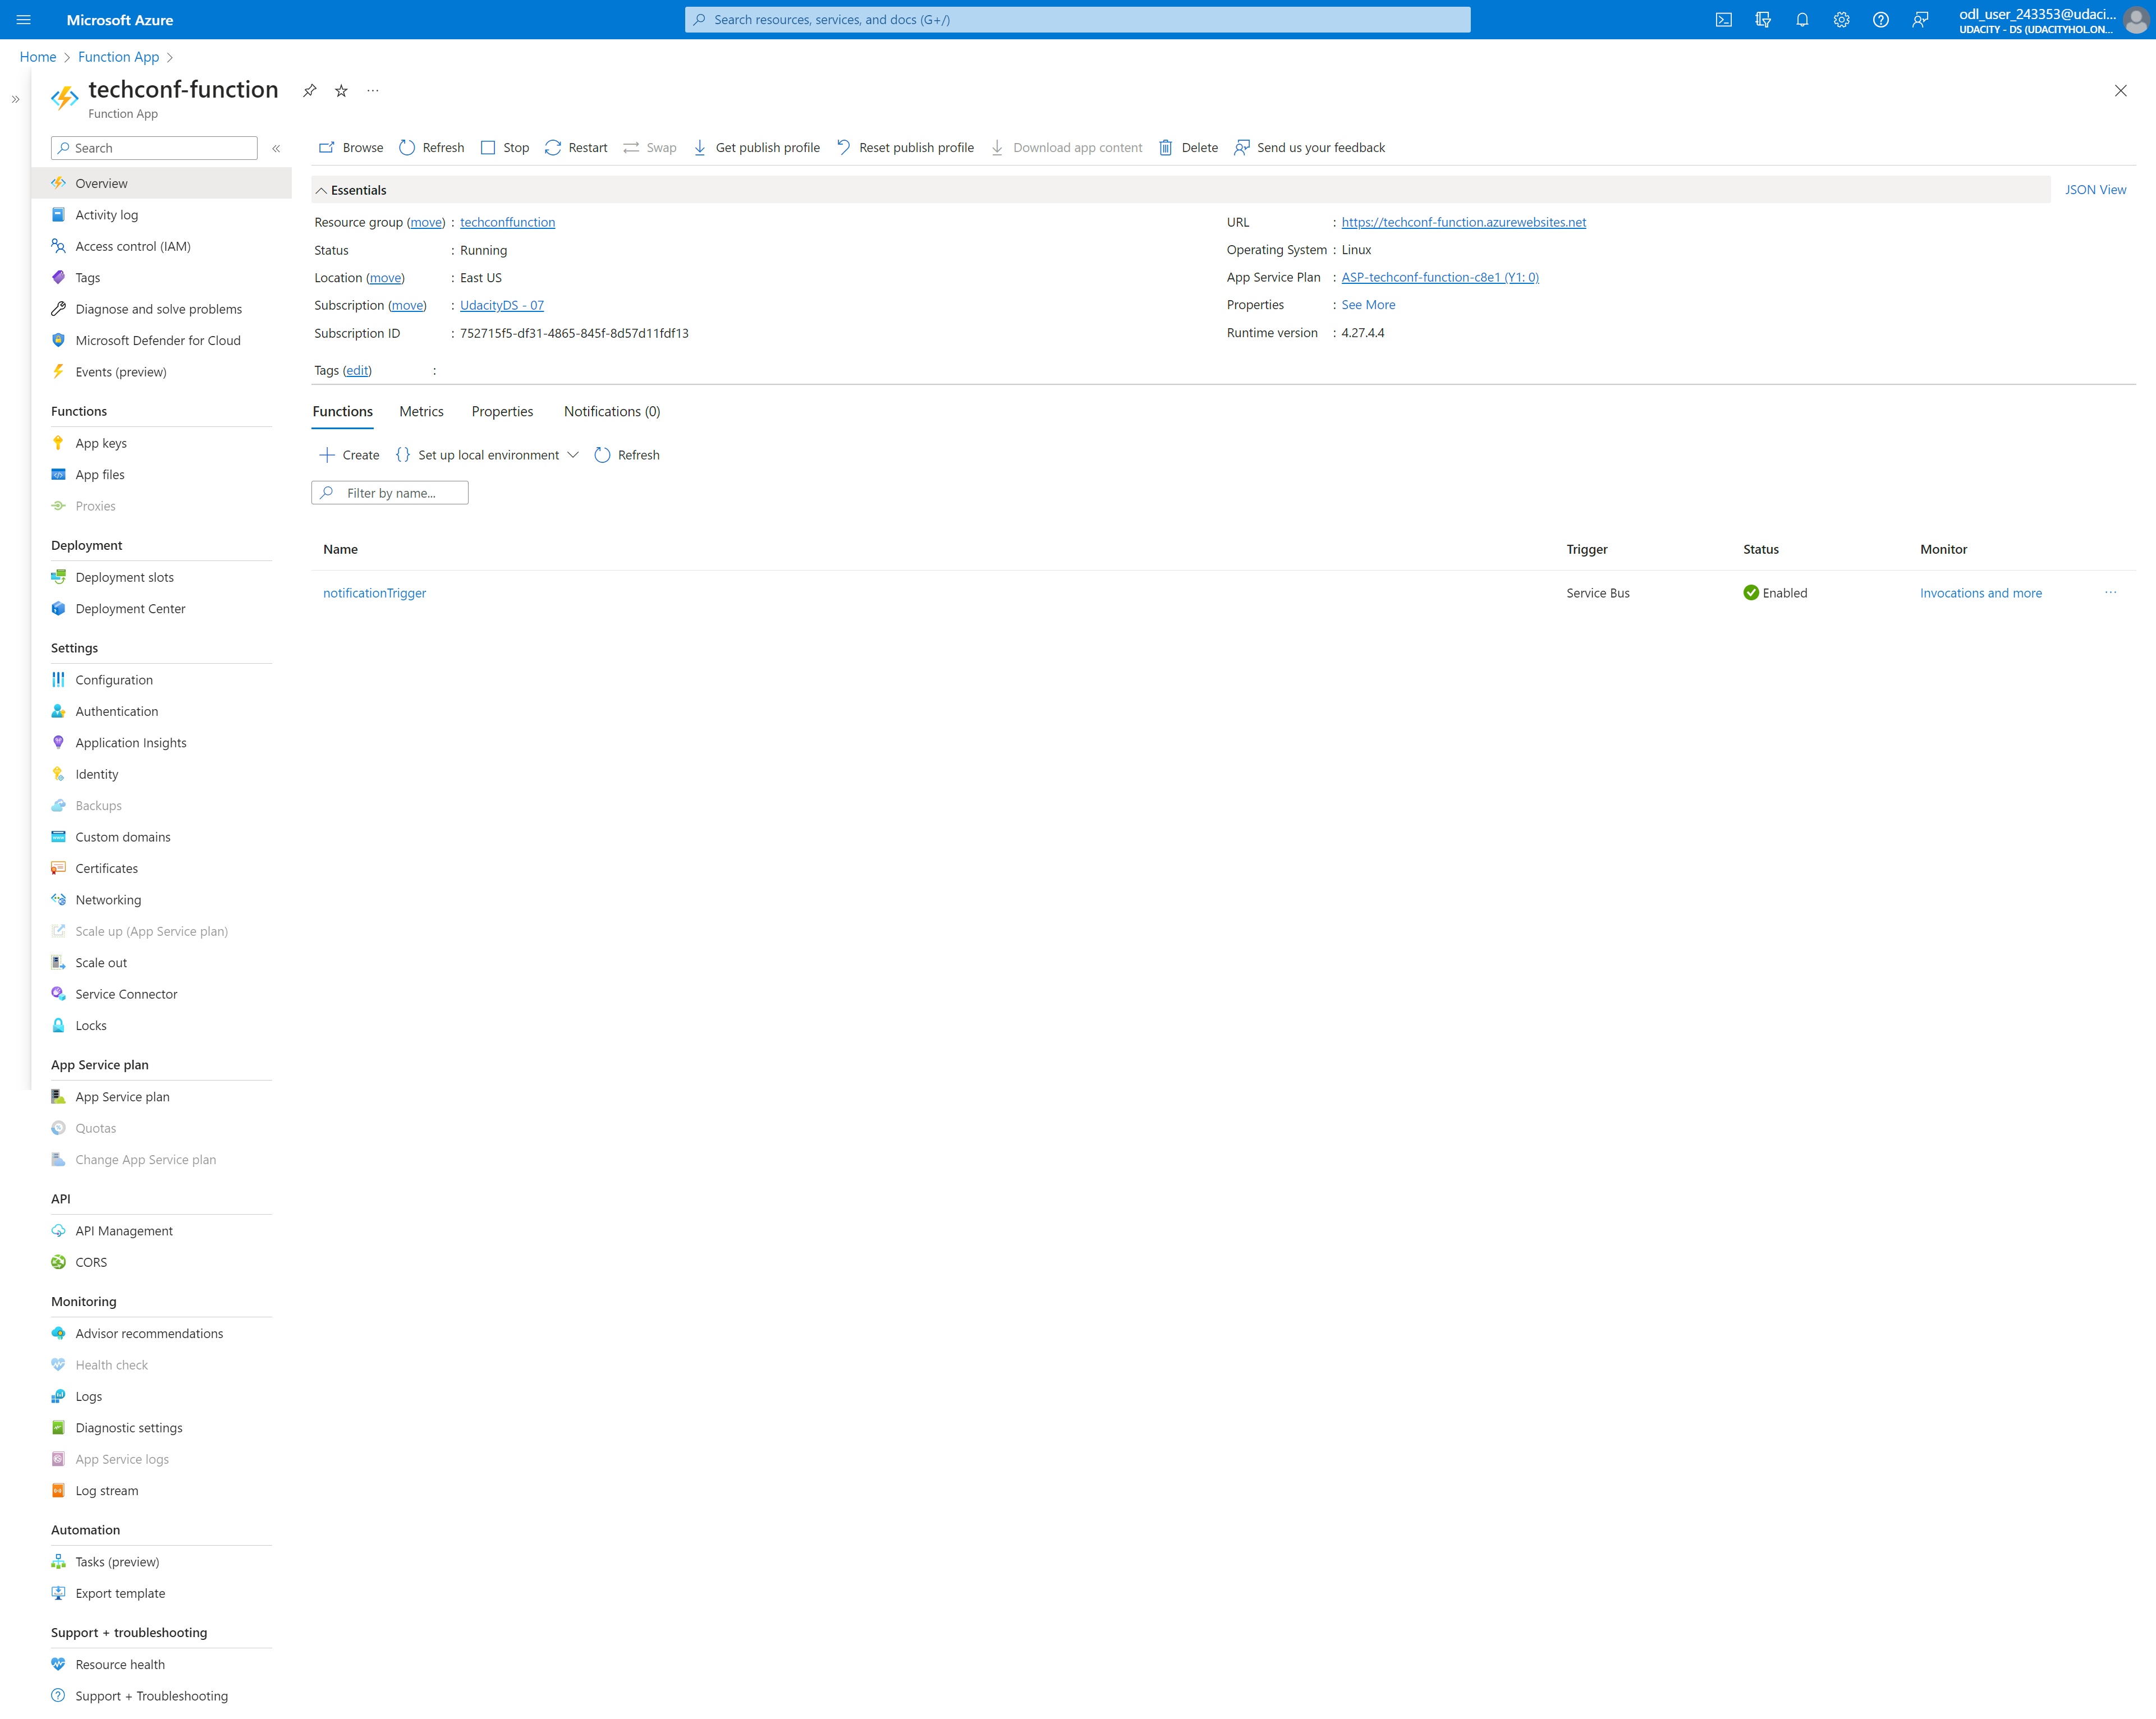 Microsoft Azure
Search resources, services, and docs (G+/)
odl_user_243353@udaci...
UDACITY - DS (UDACITYHOL.ON...
Home > Function App >
techconf-function
Function App
Search
Browse Refresh Stop Restart Swap Get publish profile Reset publish profile Download app content Delete Send us your feedback
Overview
Activity log
Access control (IAM)
Tags
Diagnose and solve problems
Microsoft Defender for Cloud
Events (preview)
Functions
App keys
App files
Proxies
Deployment
Deployment slots
Deployment Center
Settings
Configuration
Authentication
Application Insights
Identity
Backups
Custom domains
Certificates
Networking
Scale up (App Service plan)
Scale out
Service Connector
Locks
App Service plan
App Service plan
Quotas
Change App Service plan
API
API Management
CORS
Monitoring
Advisor recommendations
Health check
Logs
Diagnostic settings
App Service logs
Log stream
Automation
Tasks (preview)
Export template
Support + troubleshooting
Resource health
Support + Troubleshooting
Essentials
JSON View
Resource group (move) : techconffunction
Status : Running
Location (move) : East US
Subscription (move) : UdacityDS - 07
Subscription ID : 752715f5-df31-4865-845f-8d57d11fdf13
Tags (edit) :
URL : https://techconf-function.azurewebsites.net
Operating System : Linux
App Service Plan : ASP-techconf-function-c8e1 (Y1: 0)
Properties : See More
Runtime version : 4.27.4.4
Functions Metrics Properties Notifications (0)
Create {} Set up local environment Refresh
Filter by name...
Name Trigger Status Monitor
notificationTrigger Service Bus Enabled Invocations and more ...